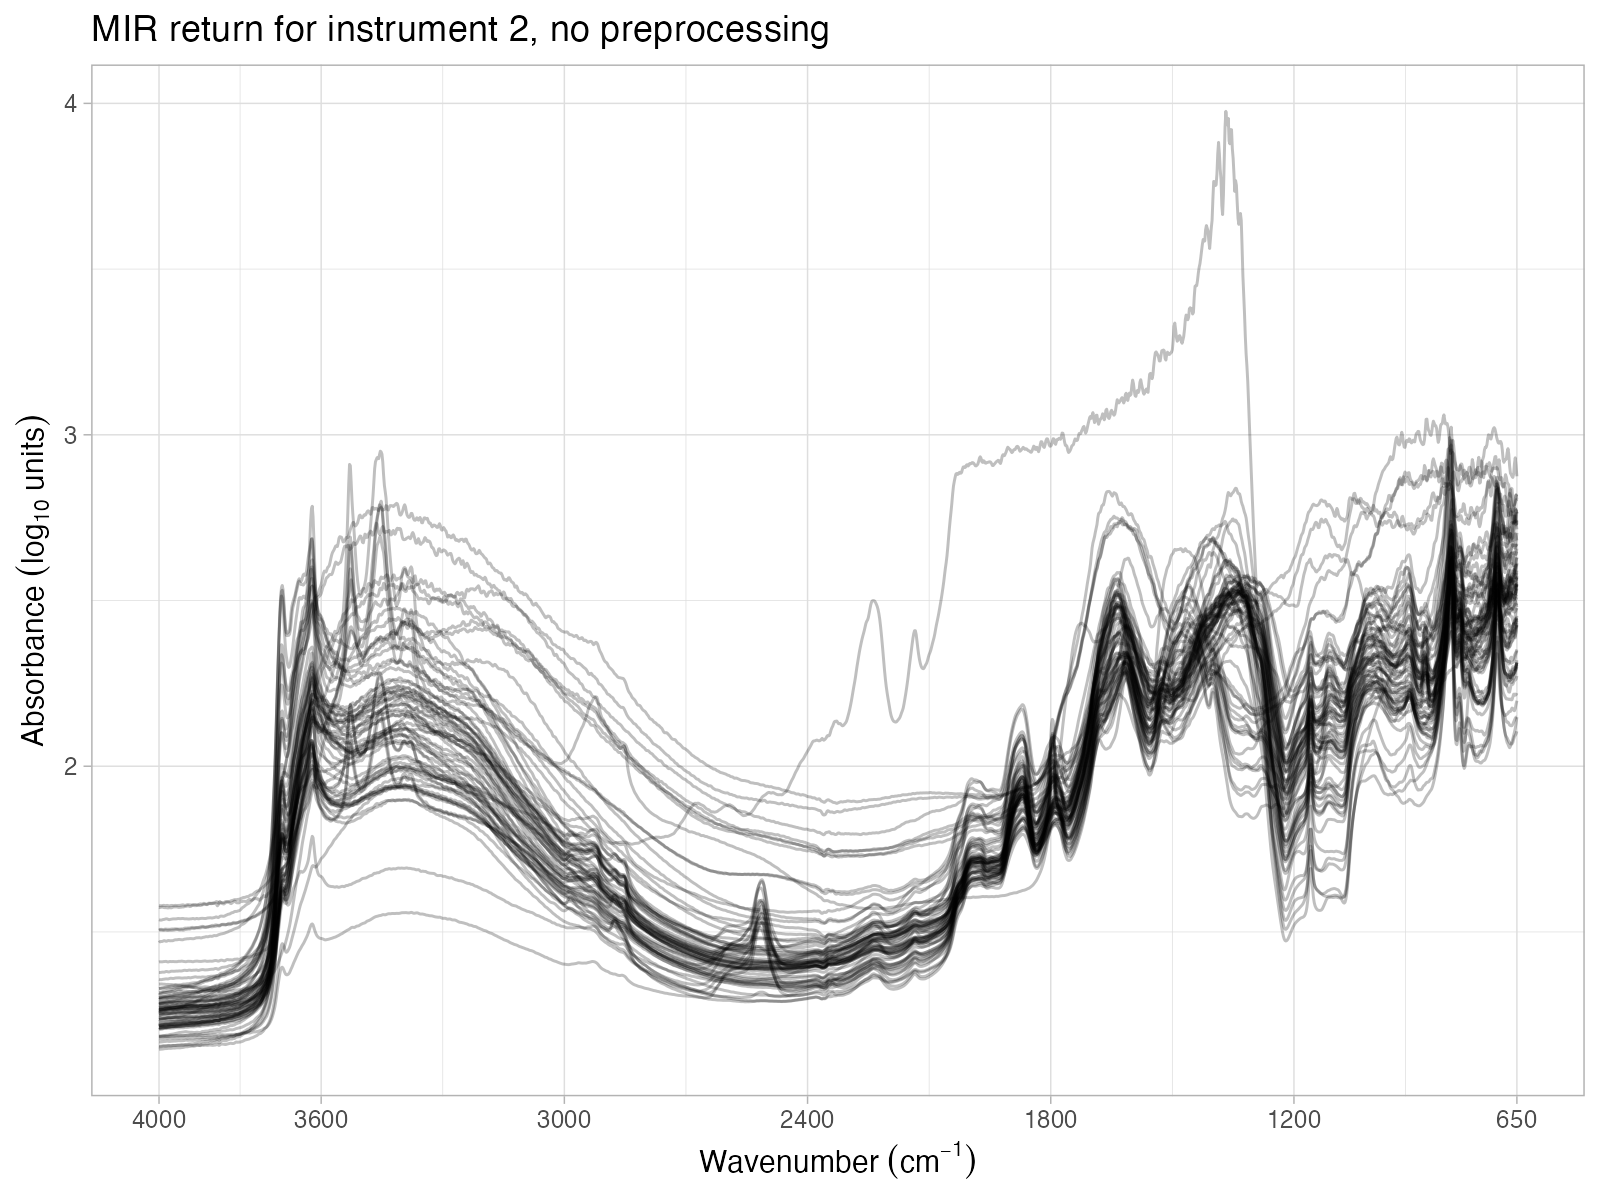 MIR return for instrument 2, no preprocessing
Absorbance (log₁₀ units)
4
3
2
4000 3600 3000 2400 1800 1200 650
Wavenumber (cm⁻¹)